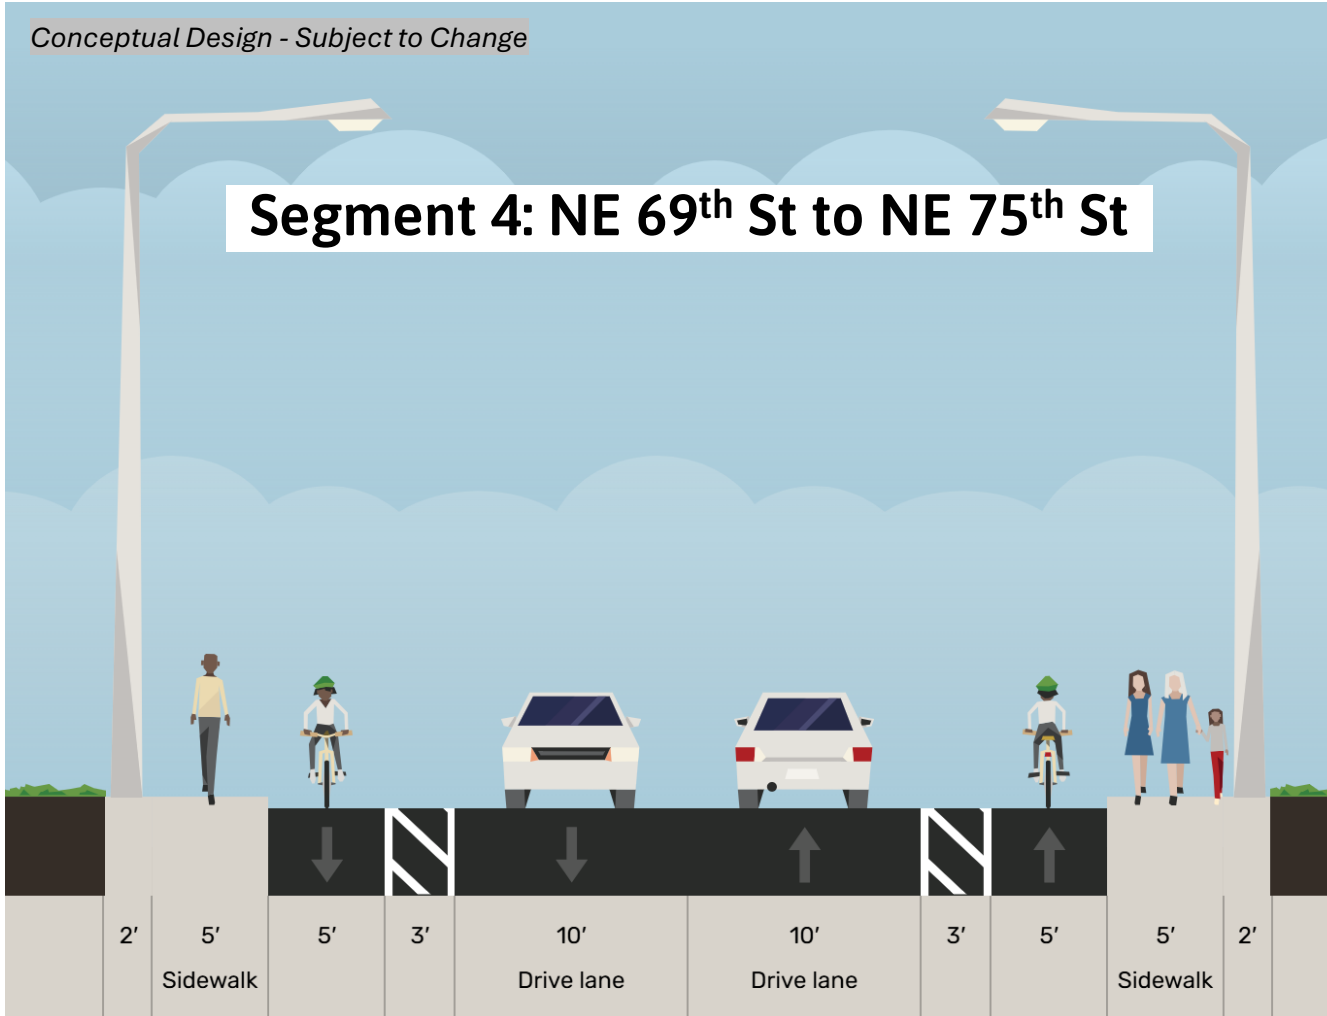 Conceptual Design - Subject to Change
Segment 4: NE 69th St to NE 75th St
2’ 5’ 5’ 3’ 10’ 10’ 3’ 5’ 5’ 2’
Sidewalk Drive lane Drive lane Sidewalk